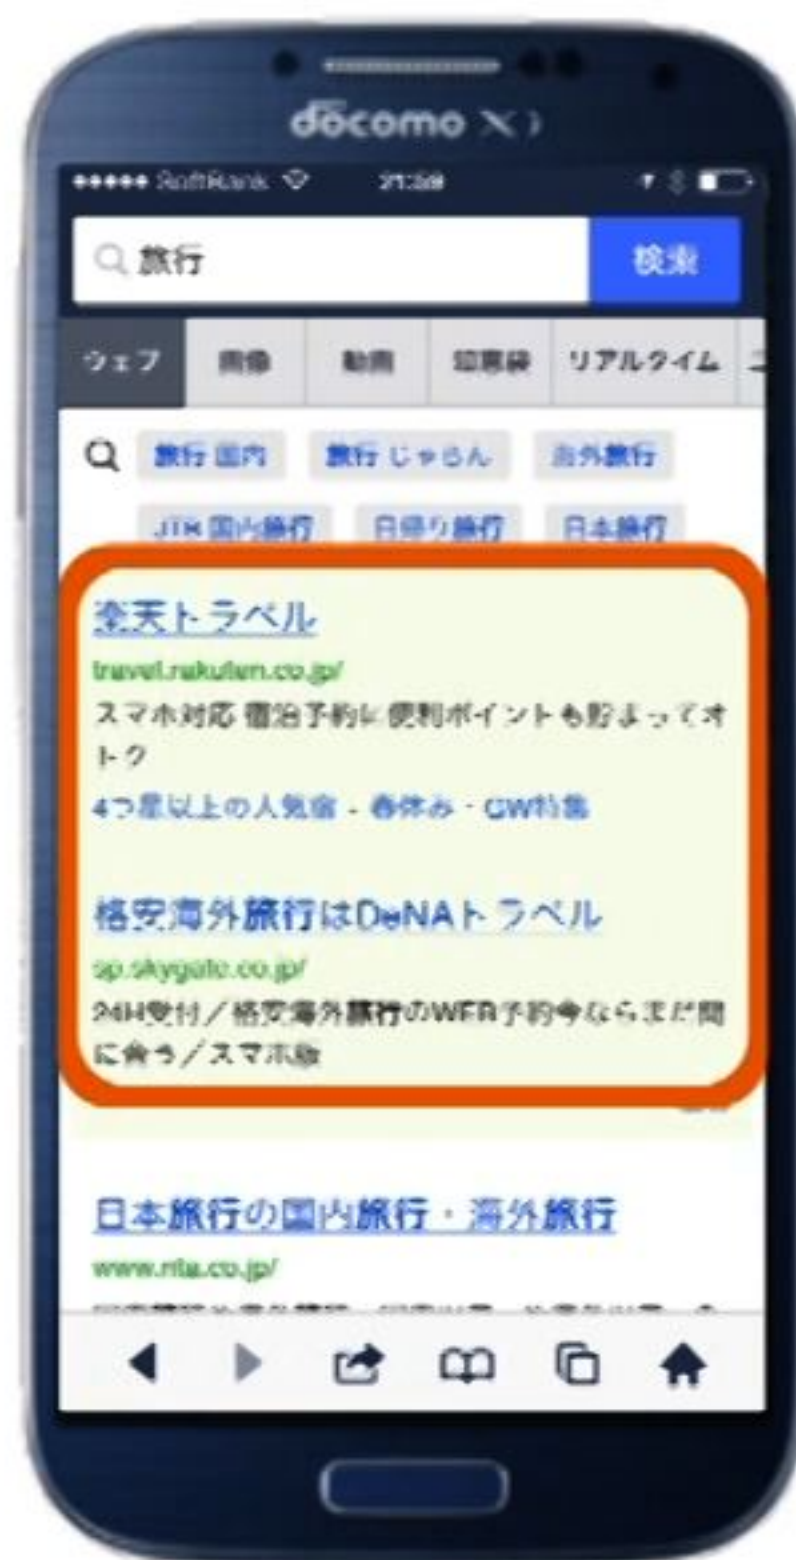 döcomo Xi
SoftBank 21:58
旅行 検索
ウェブ 画像 動画 知恵袋 リアルタイム ニ
旅行 国内 旅行 じゃらん 海外旅行
JTB 国内旅行 日帰り旅行 日本旅行
楽天トラベル
travel.rakuten.co.jp/
スマホ対応 宿泊予約に便利ポイントも貯まってオ
トク
4つ星以上の人気宿 - 春休み・GW特集
格安海外旅行はDeNAトラベル
sp.skygate.co.jp/
24H受付／格安海外旅行のWEB予約今ならまだ間
に合う／スマホ版
日本旅行の国内旅行・海外旅行
www.nta.co.jp/